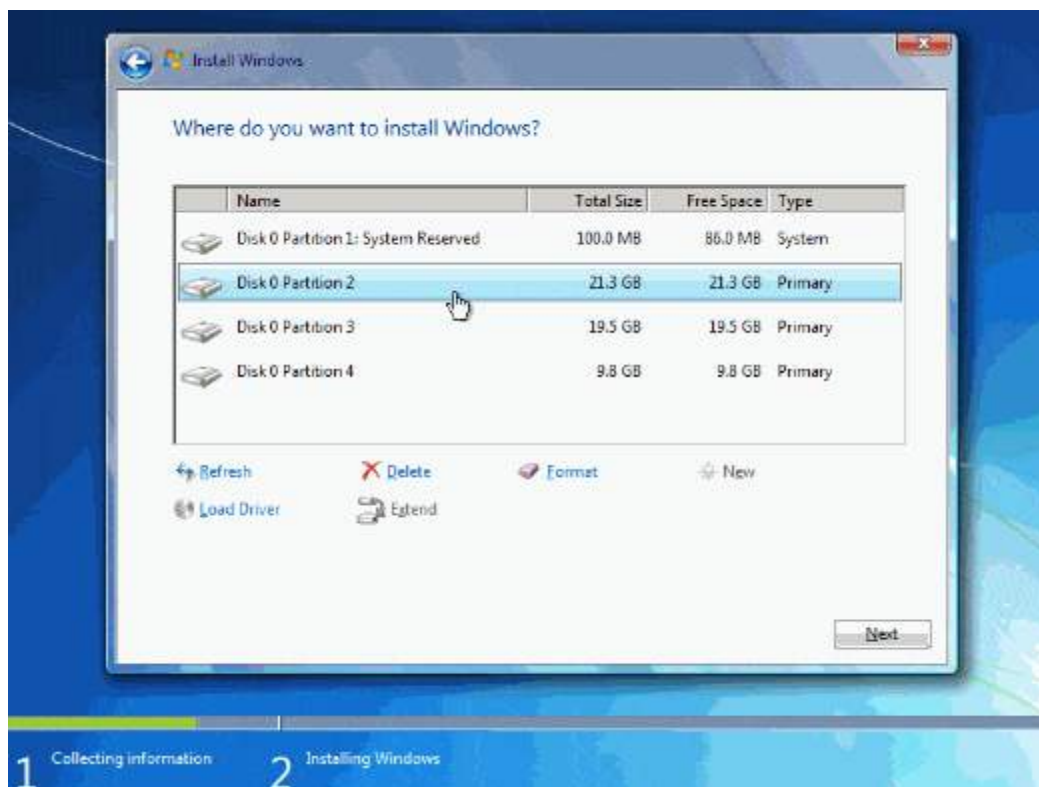 Install Windows
Where do you want to install Windows?
Name Total Size Free Space Type
Disk 0 Partition 1: System Reserved 100.0 MB 86.0 MB System
Disk 0 Partition 2 21.3 GB 21.3 GB Primary
Disk 0 Partition 3 19.5 GB 19.5 GB Primary
Disk 0 Partition 4 9.8 GB 9.8 GB Primary
Refresh Delete Format New
Load Driver Extend
Next
1 Collecting information 2 Installing Windows